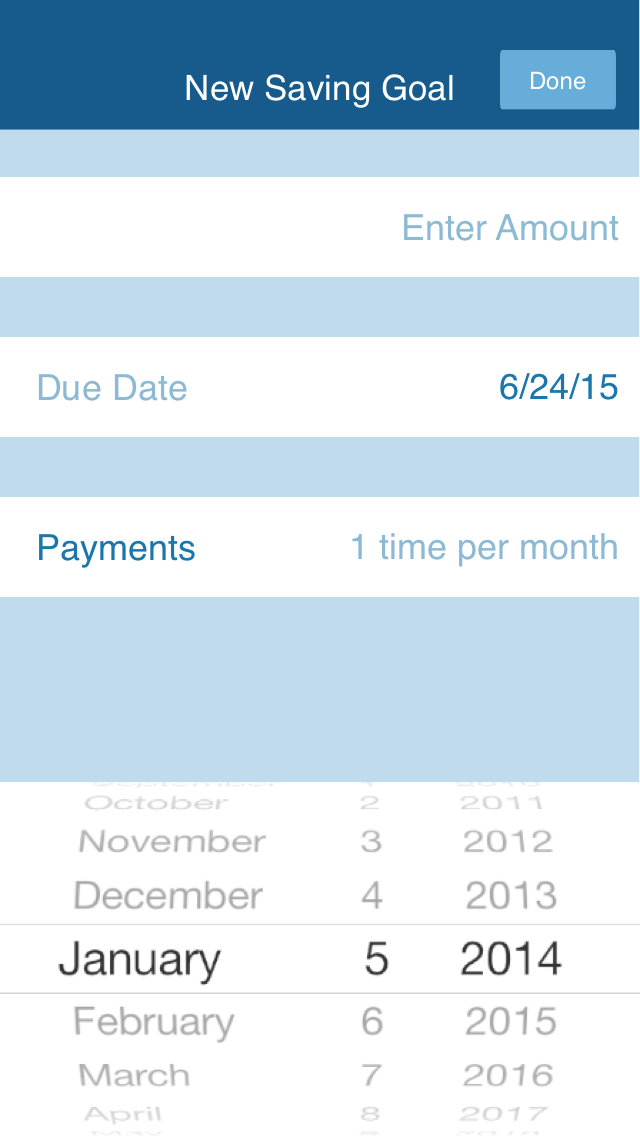 New Saving Goal Done
Enter Amount
Due Date 6/24/15
Payments 1 time per month
October 2 2011
November 3 2012
December 4 2013
January 5 2014
February 6 2015
March 7 2016
April 8 2017